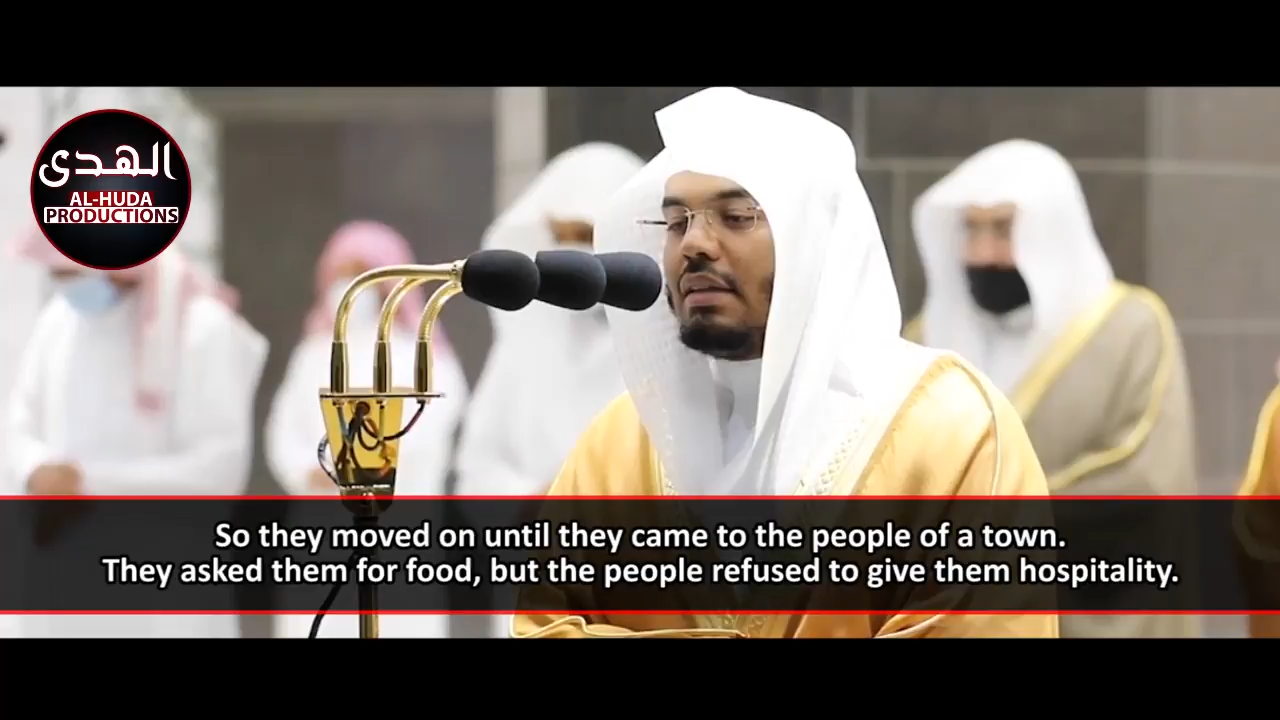 الهدى
AL-HUDA
PRODUCTIONS
So they moved on until they came to the people of a town.
They asked them for food, but the people refused to give them hospitality.